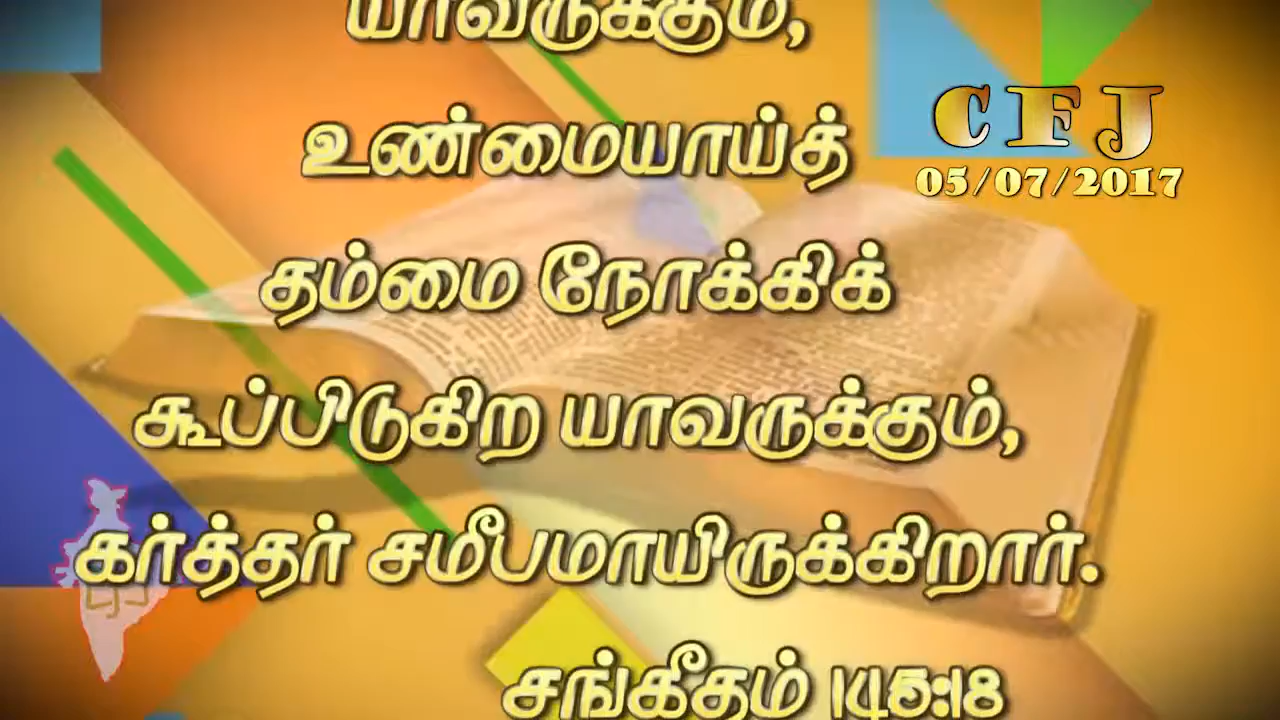 யாவருக்கும்,
உண்மையாய்த்
தம்மை நோக்கிக்
கூப்பிடுகிற யாவருக்கும்,
கர்த்தர் சமீபமாயிருக்கிறார்.
சங்கீதம் 145:18
CFJ
05/07/2017